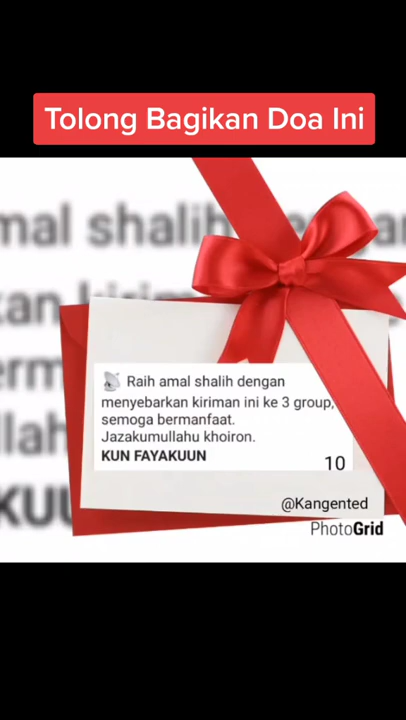 Tolong Bagikan Doa Ini
Raih amal shalih dengan
menyebarkan kiriman ini ke 3 group,
semoga bermanfaat.
Jazakumullahu khoiron.
KUN FAYAKUUN
10
@Kangented
PhotoGrid